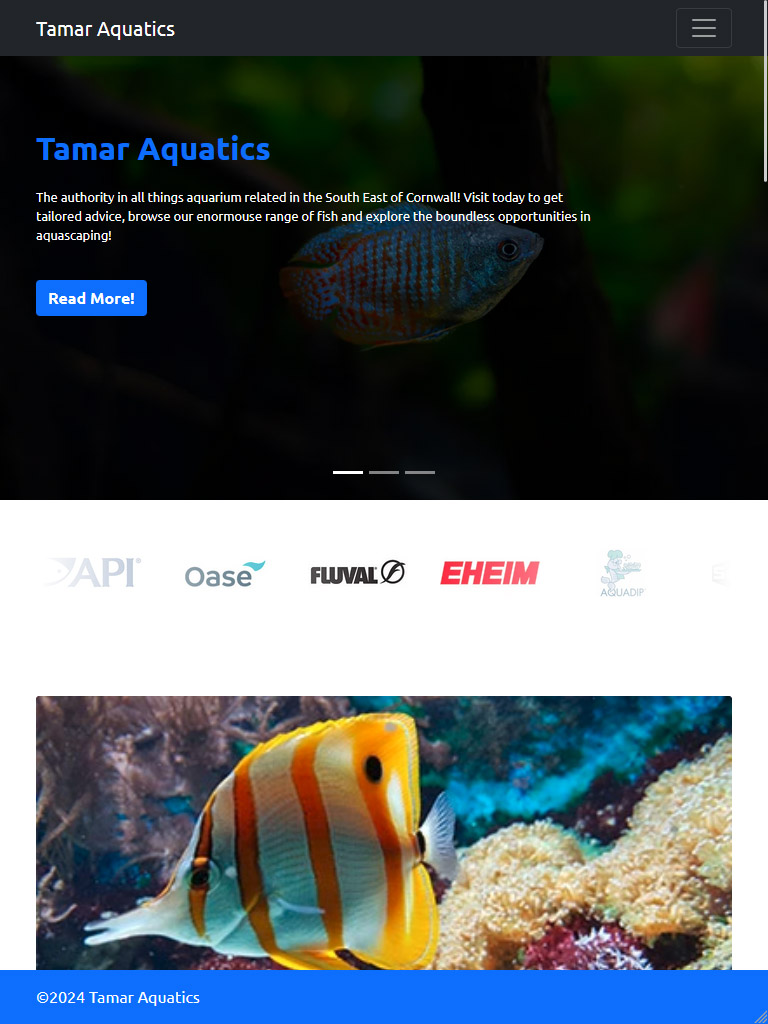 Tamar Aquatics
Tamar Aquatics
The authority in all things aquarium related in the South East of Cornwall! Visit today to get
tailored advice, browse our enormouse range of fish and explore the boundless opportunities in
aquascaping!
Read More!
API®
Oase
FLUVAL
EHEIM
AQUADIP
©2024 Tamar Aquatics